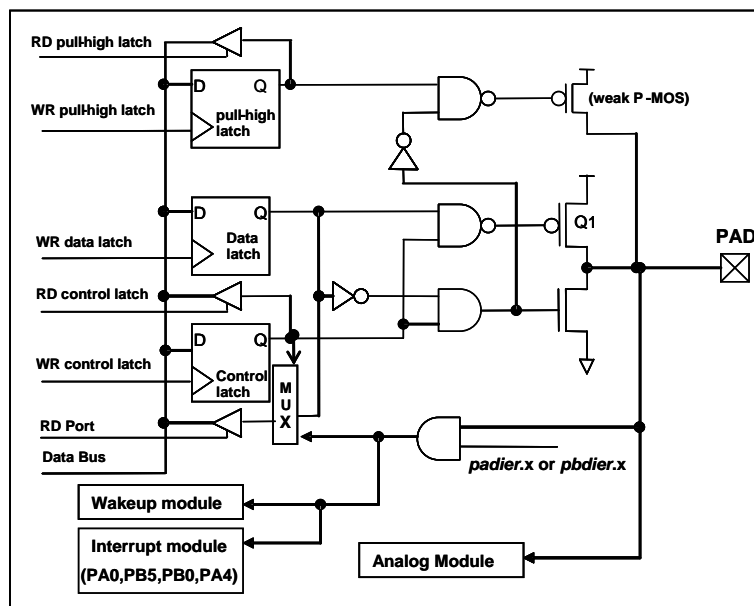 RD pull-high latch
D Q
(weak P-MOS)
WR pull-high latch
pull-high
latch
D Q
Q1
Data
latch
PAD
WR data latch
RD control latch
D Q
WR control latch
Control
latch
M
U
X
RD Port
Data Bus
padier.x or pbdier.x
Wakeup module
Interrupt module
(PA0,PB5,PB0,PA4)
Analog Module